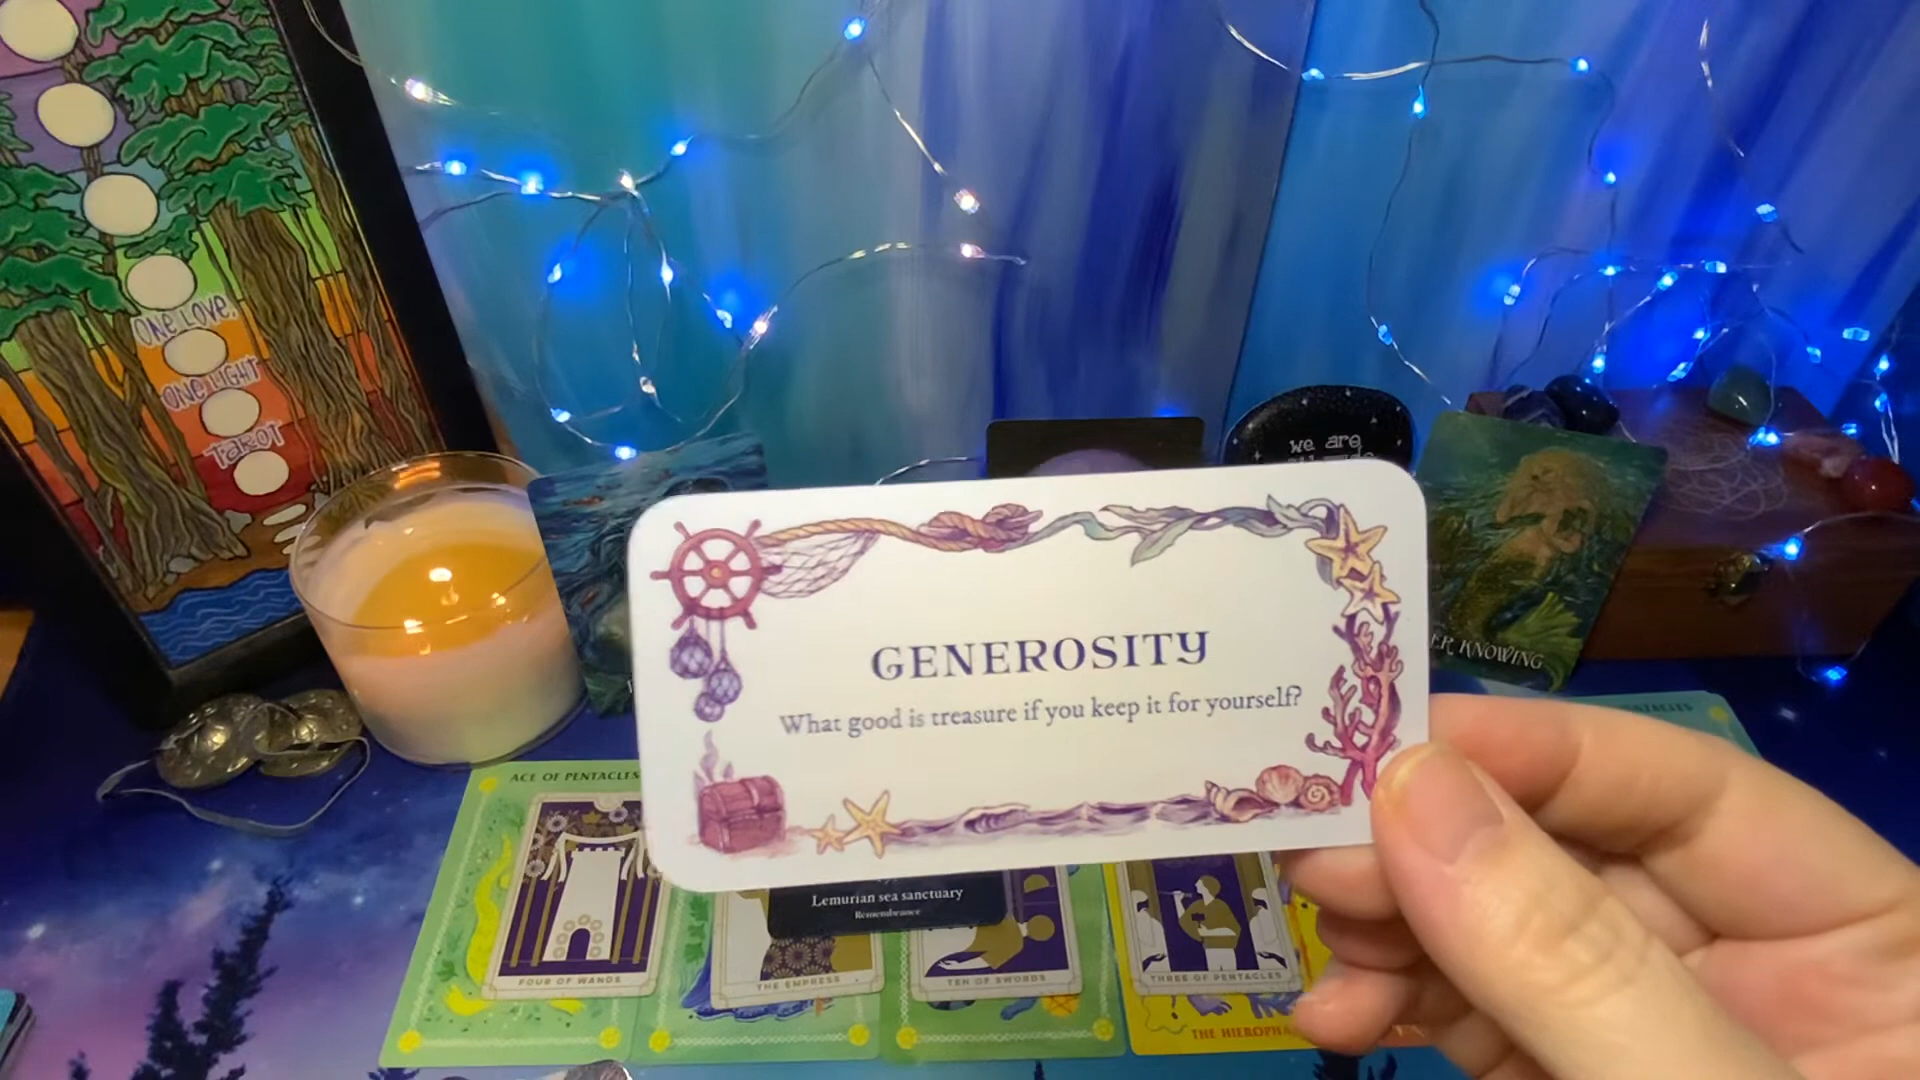 ONE LOVE,
ONE LIGHT
TAROT
we are
GENEROSITY
What good is treasure if you keep it for yourself?
KNOWING
ACE OF PENTACLES
Lemurian sea sanctuary
Remembrance
FOUR OF WANDS
THE EMPRESS
TEN OF SWORDS
THREE OF PENTACLES
THE